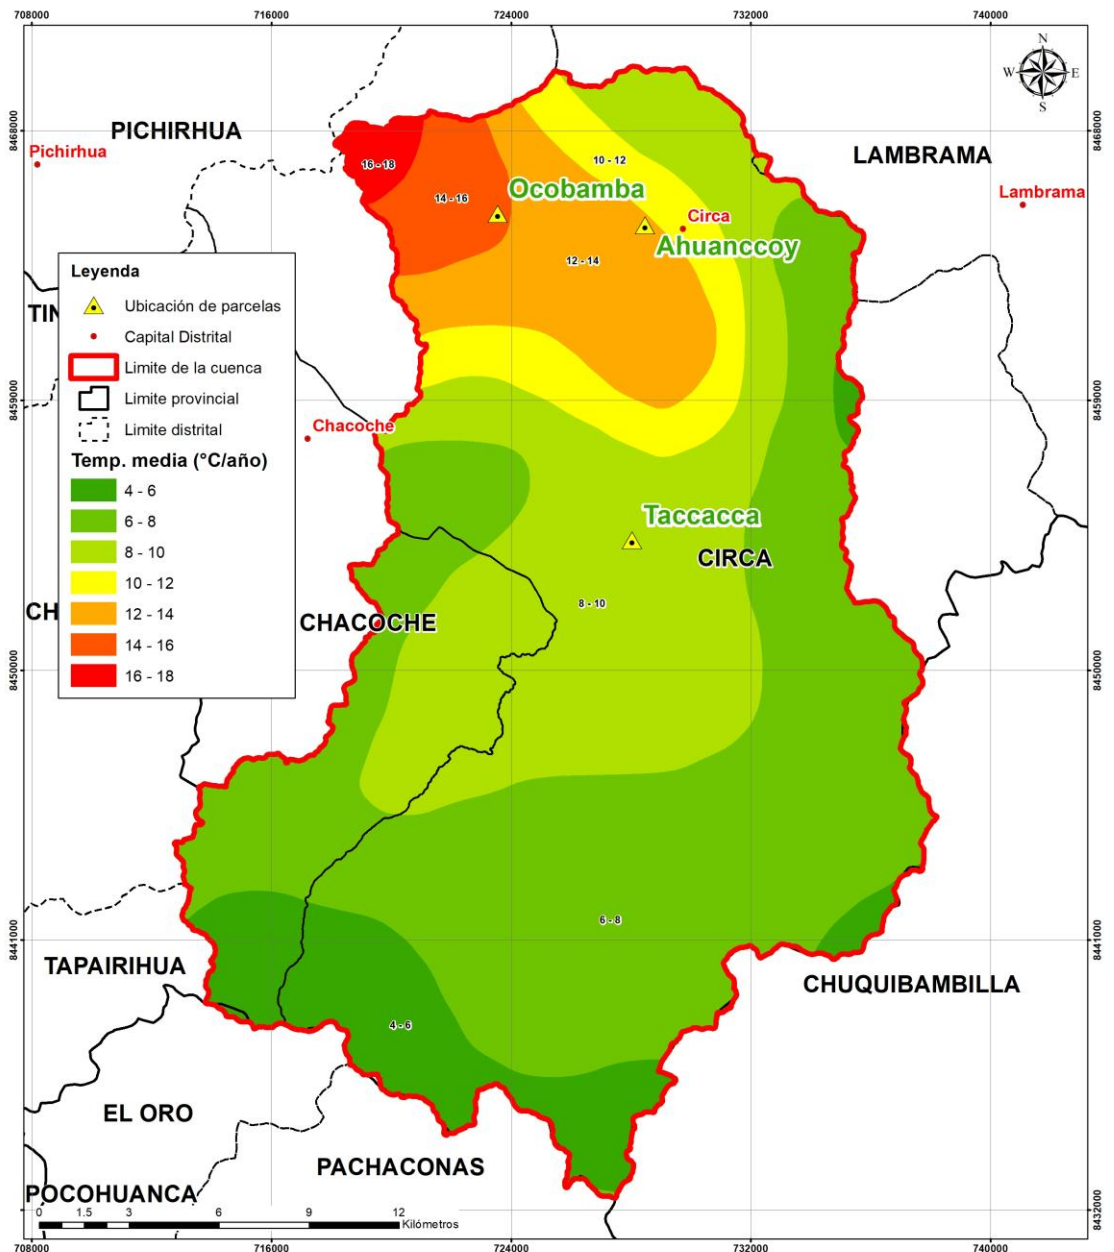 708000 716000 724000 732000 740000
N
W E
S
8468000 8468000
PICHIRHUA
Pichirhua
LAMBRAMA
Lambrama
16 - 18
10 - 12
14 - 16
Ocobamba
Circa
Ahuanccoy
12 - 14
Leyenda
Ubicación de parcelas
Capital Distrital
Limite de la cuenca
Limite provincial
Limite distrital
Temp. media (°C/año)
4 - 6
6 - 8
8 - 10
10 - 12
12 - 14
14 - 16
16 - 18
TIN
8459000 8459000
Chacoche
Taccacca
CIRCA
8 - 10
CH
CHACOCHE
8450000 8450000
6 - 8
8441000 8441000
TAPAIRIHUA
CHUQUIBAMBILLA
4 - 6
EL ORO
PACHACONAS
POCOHUANCA
8432000
0 1.5 3 6 9 12
Kilómetros
708000 716000 724000 732000 740000